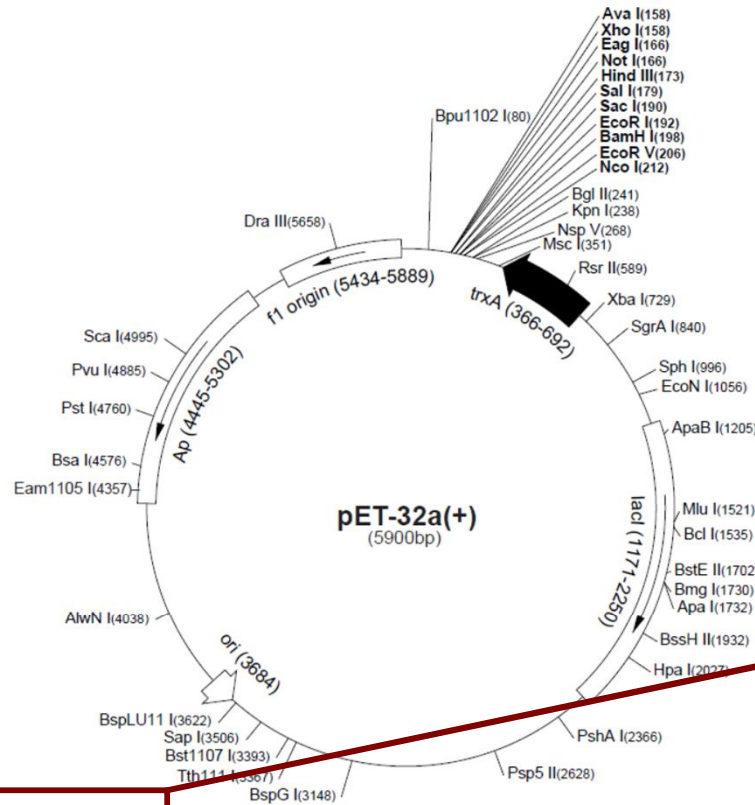 Ava I(158)
Xho I(158)
Eag I(166)
Not I(166)
Hind III(173)
Sal I(179)
Sac I(190)
EcoR I(192)
BamH I(198)
EcoR V(206)
Nco I(212)
Bpu1102 I(80)
Bgl II(241)
Kpn I(238)
Nsp V(268)
Msc I(351)
Dra III(5658)
Rsr II(589)
f1 origin (5434-5889)
trxA (366-692)
Xba I(729)
SgrA I(840)
Sca I(4995)
Pvu I(4885)
Sph I(996)
EcoN I(1056)
Pst I(4760)
Ap (4445-5302)
ApaB I(1205)
Bsa I(4576)
Eam1105 I(4357)
pET-32a(+)
(5900bp)
lacI (1171-2250)
Mlu I(1521)
Bcl I(1535)
BstE II(1702
Bmg I(1730)
Apa I(1732)
AlwN I(4038)
BssH II(1932)
ori (3684)
Hpa I(2027)
BspLU11 I(3622)
Sap I(3506)
Bst1107 I(3393)
Tth111 I(3367)
BspG I(3148)
PshA I(2366)
Psp5 II(2628)